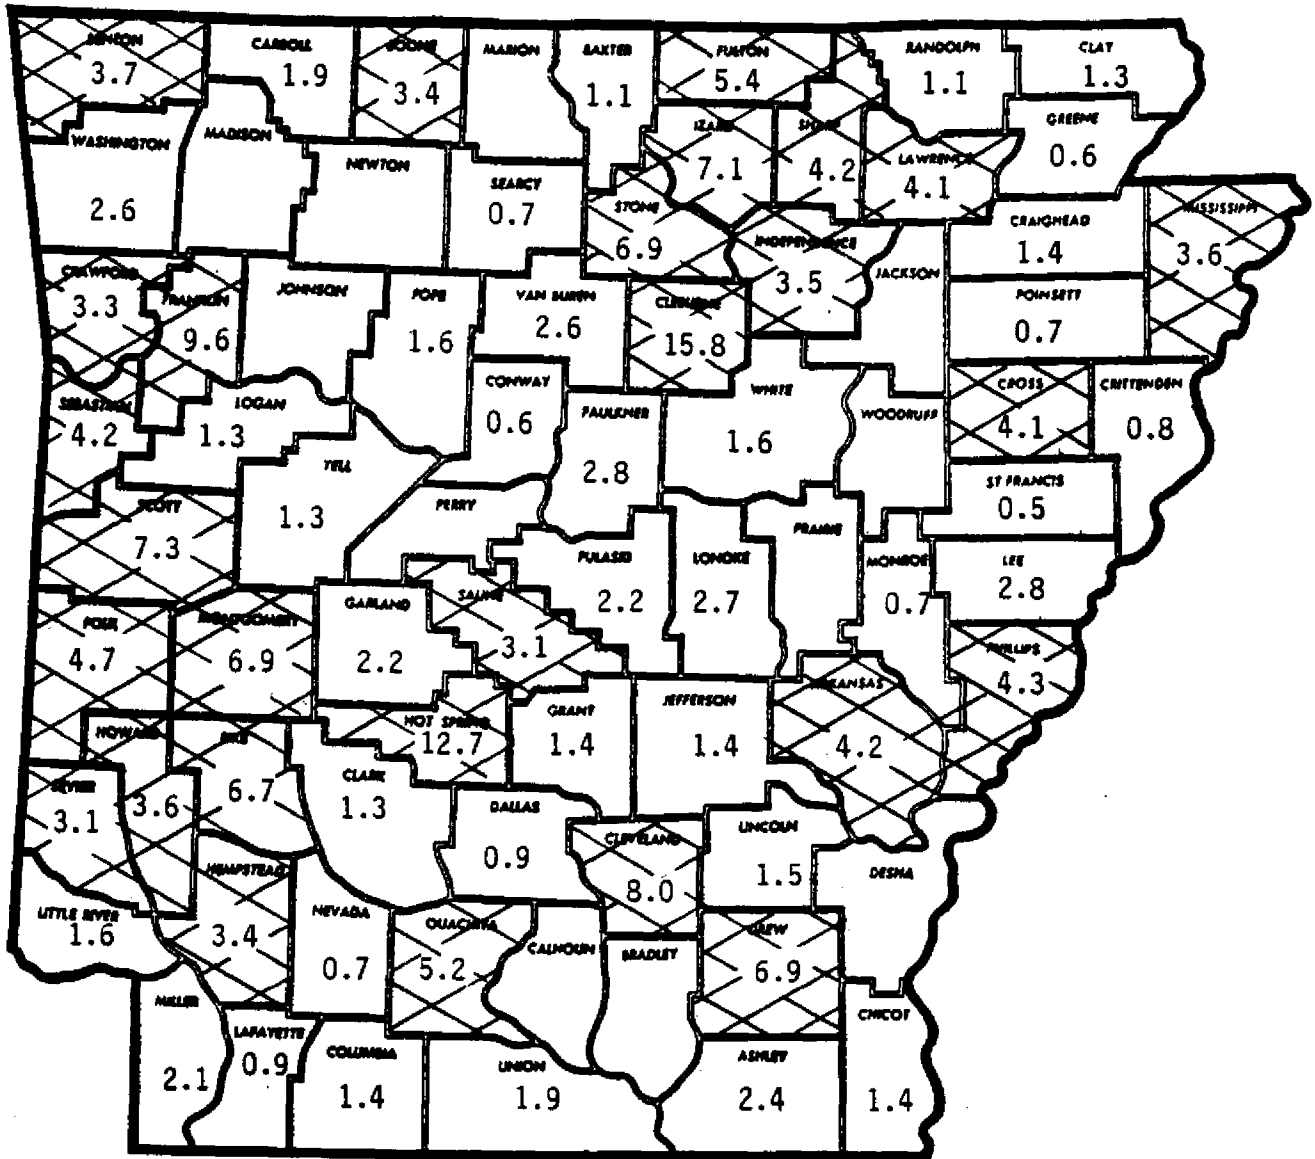 BENTON
3.7
CARROLL
1.9
BOONE
3.4
MARION
BAXTER
1.1
FULTON
5.4
RANDOLPH
1.1
CLAY
1.3
WASHINGTON
2.6
MADISON
NEWTON
SEARCY
0.7
STONE
6.9
IZARD
7.1
SHARP
4.2
LAWRENCE
4.1
GREENE
0.6
CRAIGHEAD
1.4
MISSISSIPPI
3.6
CRAWFORD
3.3
FRANKLIN
9.6
JOHNSON
POPE
1.6
VAN BUREN
2.6
CLEBURNE
15.8
INDEPENDENCE
3.5
JACKSON
POINSETT
0.7
SEBASTIAN
4.2
LOGAN
1.3
CONWAY
0.6
FAULKNER
2.8
WHITE
1.6
WOODRUFF
CROSS
4.1
CRITTENDEN
0.8
SCOTT
7.3
YELL
1.3
PERRY
PULASKI
2.2
LONOKE
2.7
PRAIRIE
MONROE
0.7
ST FRANCIS
0.5
LEE
2.8
POLK
4.7
MONTGOMERY
6.9
GARLAND
2.2
SALINE
3.1
PHILLIPS
4.3
HOWARD
3.6
PIKE
6.7
HOT SPRING
12.7
GRANT
1.4
JEFFERSON
1.4
ARKANSAS
4.2
SEVIER
3.1
CLARK
1.3
DALLAS
0.9
CLEVELAND
8.0
LINCOLN
1.5
DESHA
LITTLE RIVER
1.6
HEMPSTEAD
3.4
NEVADA
0.7
OUACHITA
5.2
CALHOUN
BRADLEY
DREW
6.9
MILLER
2.1
LAFAYETTE
0.9
COLUMBIA
1.4
UNION
1.9
ASHLEY
2.4
CHICOT
1.4